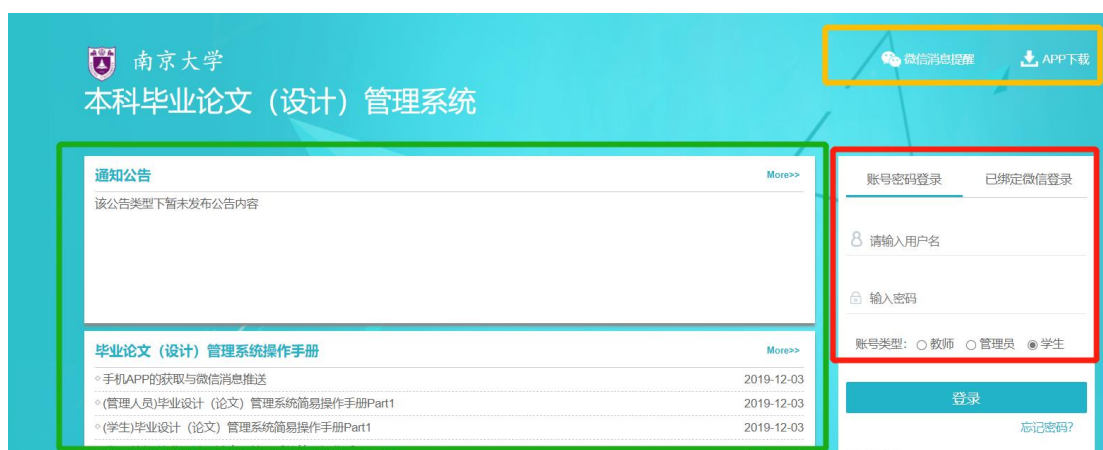 南京大学
微信消息提醒 APP下载
本科毕业论文（设计）管理系统
通知公告 More>>
该公告类型下暂未发布公告内容
毕业论文（设计）管理系统操作手册 More>>
◇手机APP的获取与微信消息推送 2019-12-03
◇(管理人员)毕业设计（论文）管理系统简易操作手册Part1 2019-12-03
◇(学生)毕业设计（论文）管理系统简易操作手册Part1 2019-12-03
账号密码登录 已绑定微信登录
请输入用户名
输入密码
账号类型：○教师 ○管理员 ◉学生
登录
忘记密码?